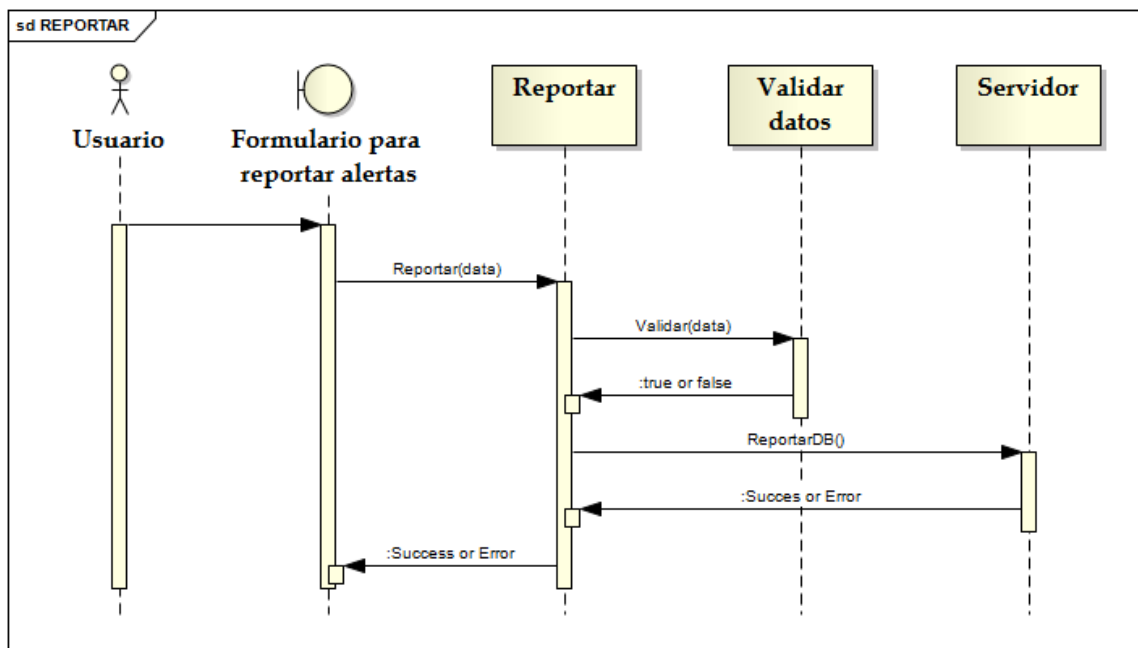 sd REPORTAR
Usuario
Formulario para
reportar alertas
Reportar
Validar
datos
Servidor
Reportar(data)
Validar(data)
:true or false
ReportarDB()
:Succes or Error
:Success or Error